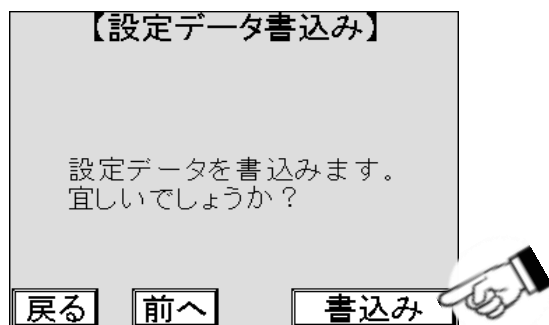 【設定データ書込み】
設定データを書込みます。
宜しいでしょうか？
戻る 前へ 書込み